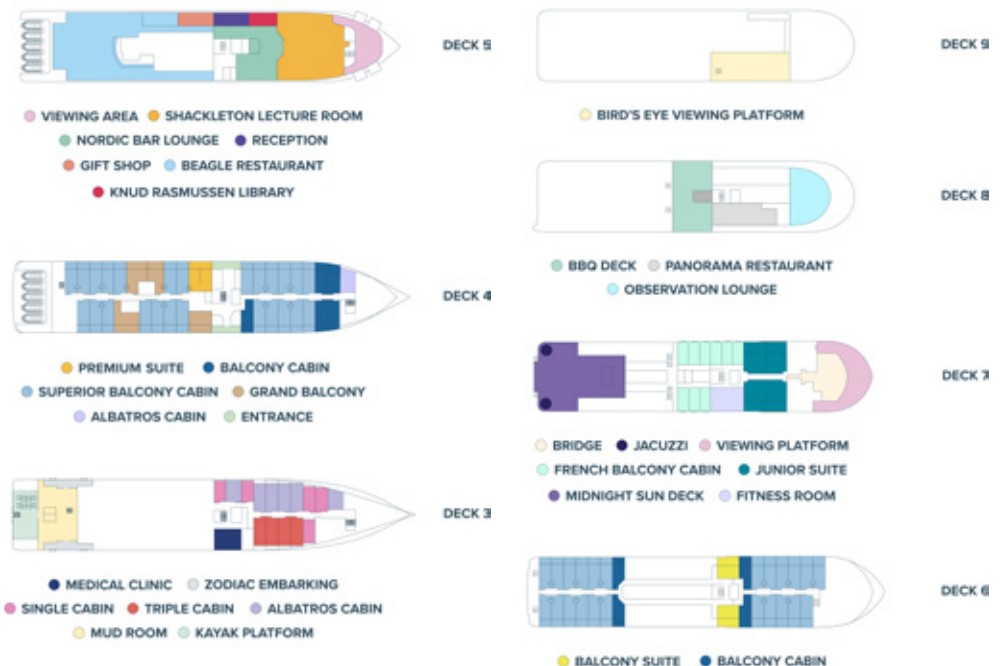 DECK 5
VIEWING AREA SHACKLETON LECTURE ROOM
NORDIC BAR LOUNGE RECEPTION
GIFT SHOP BEAGLE RESTAURANT
KNUD RASMUSSEN LIBRARY
DECK 4
PREMIUM SUITE BALCONY CABIN
SUPERIOR BALCONY CABIN GRAND BALCONY
ALBATROS CABIN ENTRANCE
DECK 3
MEDICAL CLINIC ZODIAC EMBARKING
SINGLE CABIN TRIPLE CABIN ALBATROS CABIN
MUD ROOM KAYAK PLATFORM
DECK 9
BIRD'S EYE VIEWING PLATFORM
DECK 8
BBQ DECK PANORAMA RESTAURANT
OBSERVATION LOUNGE
DECK 7
BRIDGE JACUZZI VIEWING PLATFORM
FRENCH BALCONY CABIN JUNIOR SUITE
MIDNIGHT SUN DECK FITNESS ROOM
DECK 6
BALCONY SUITE BALCONY CABIN